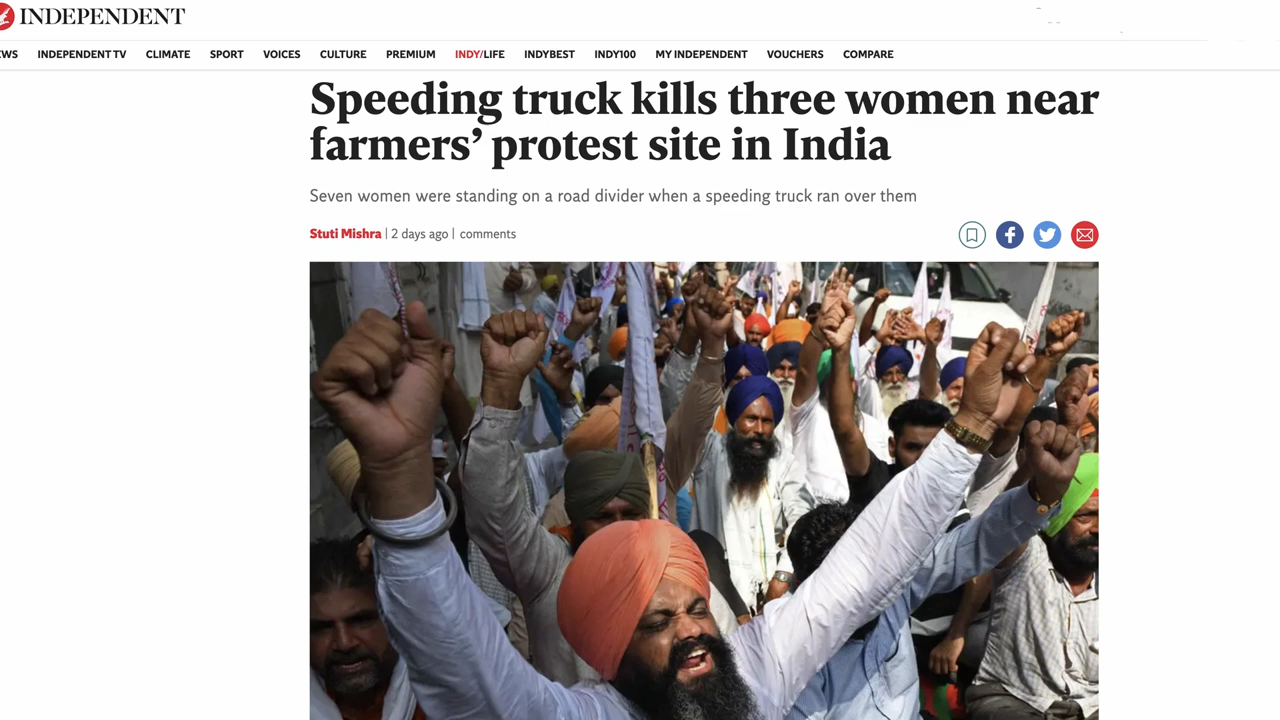 INDEPENDENT
WS INDEPENDENT TV CLIMATE SPORT VOICES CULTURE PREMIUM INDY/LIFE INDYBEST INDY100 MY INDEPENDENT VOUCHERS COMPARE
Speeding truck kills three women near
farmers’ protest site in India
Seven women were standing on a road divider when a speeding truck ran over them
Stuti Mishra | 2 days ago | comments